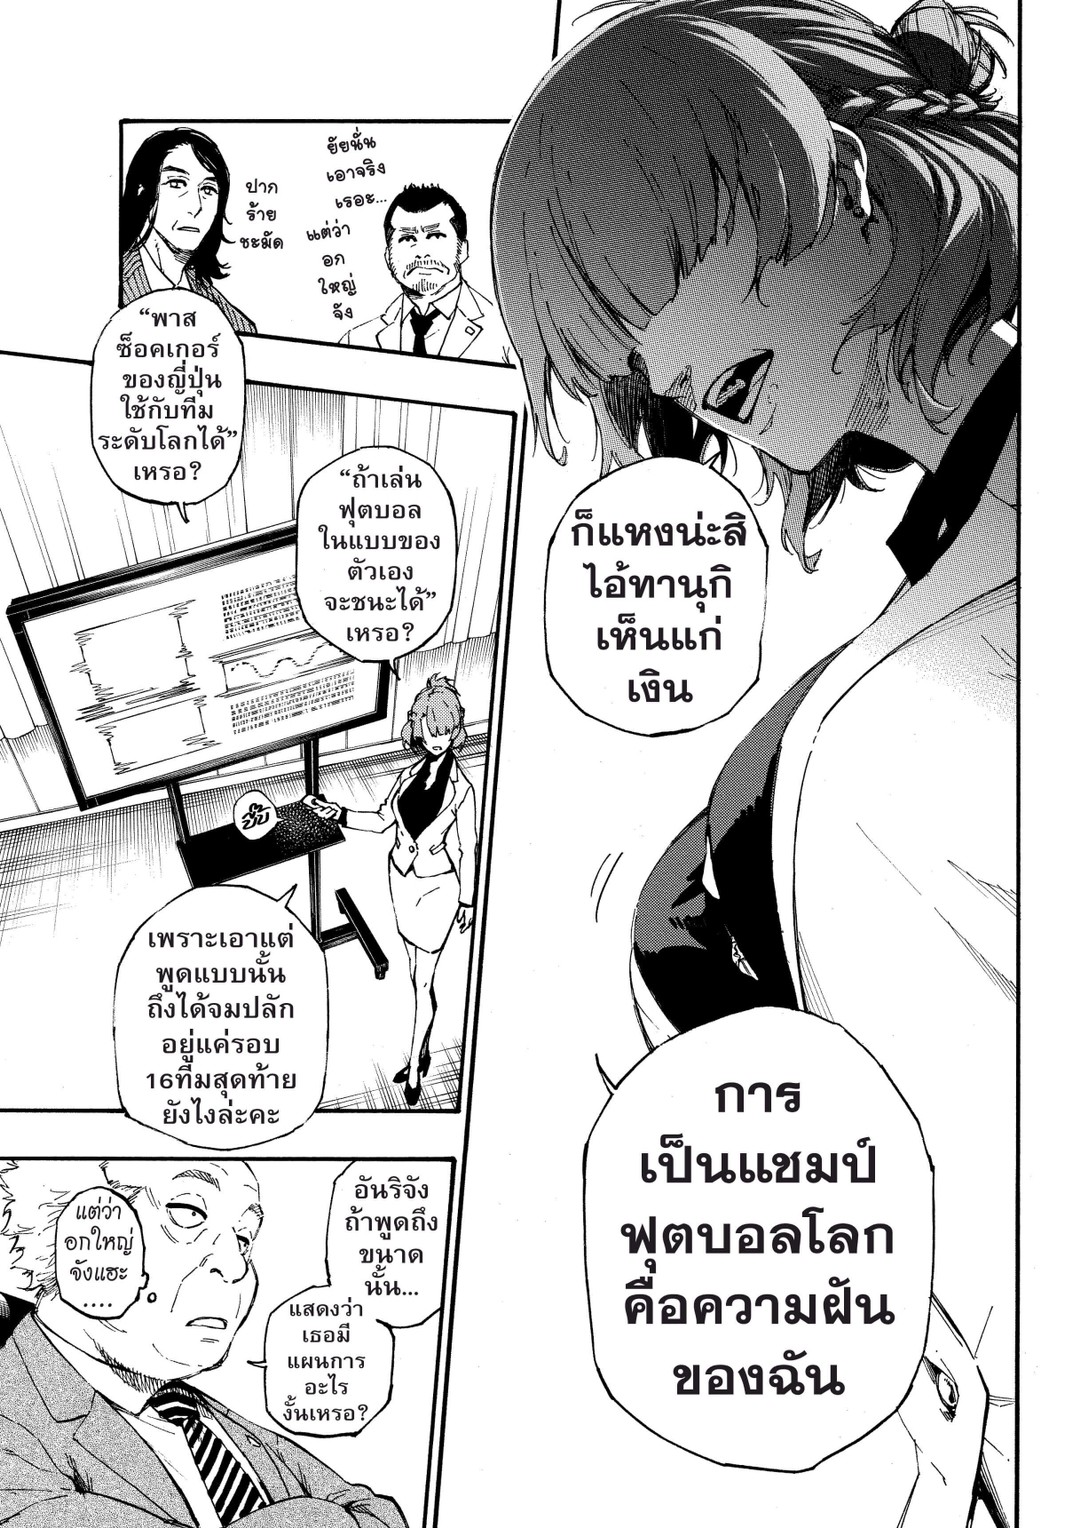 ก็แหงน่ะสิ
ไอ้ทานุกิ
เห็นแก่
เงิน
การ
เป็นแชมป์
ฟุตบอลโลก
คือความฝัน
ของฉัน
ยัยนั่น
เอาจริง
เรอะ...
แต่ว่า
อก
ใหญ่
จัง
ปาก
ร้าย
ชะมัด
“พาส
ซ็อคเกอร์
ของญี่ปุ่น
ใช้กับทีม
ระดับโลกได้”
เหรอ?
“ถ้าเล่น
ฟุตบอล
ในแบบของ
ตัวเอง
จะชนะได้”
เหรอ?
ปิ๊บ
เพราะเอาแต่
พูดแบบนั้น
ถึงได้จมปลัก
อยู่แค่รอบ
16ทีมสุดท้าย
ยังไงล่ะคะ
อันริจัง
ถ้าพูดถึง
ขนาด
นั้น...
แสดงว่า
เธอมี
แผนการ
อะไร
งั้นเหรอ?
แต่ว่า
อกใหญ่
จังแฮะ
....